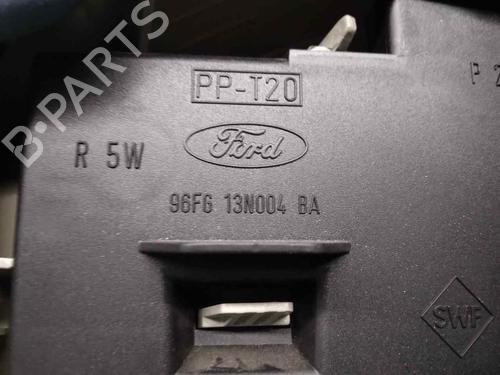 PP-T20
P 2
R 5W
Ford
96FG 13N004 BA
SWF
B-PARTS